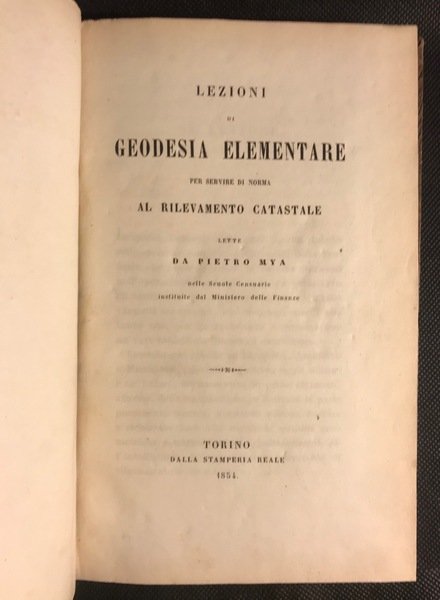 LEZIONI
DI
GEODESIA ELEMENTARE
PER SERVIRE DI NORMA
AL RILEVAMENTO CATASTALE
LETTE
DA PIETRO MYA
nelle Scuole Censuarie
instituite dal Ministero delle Finanze
TORINO
DALLA STAMPERIA REALE
1854.